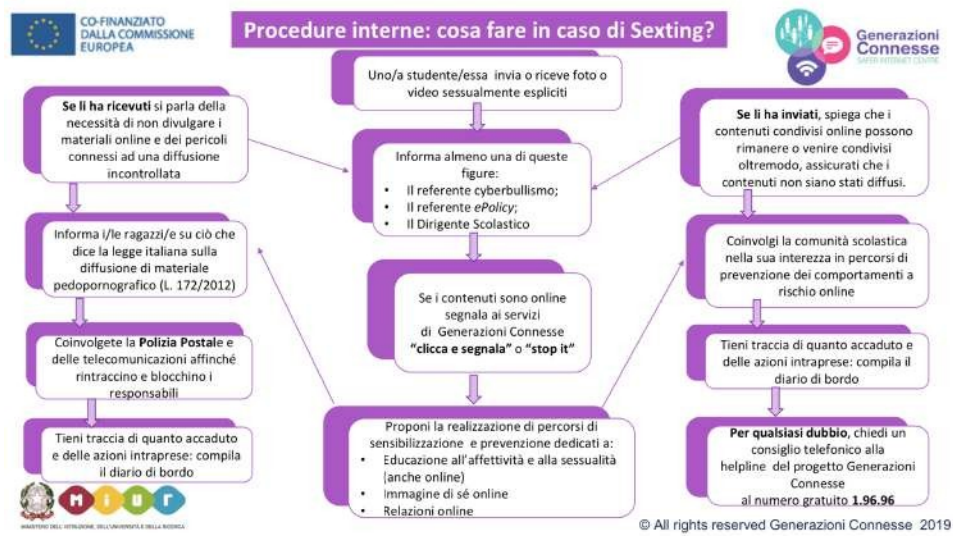 CO-FINANZIATO
DALLA COMMISSIONE
EUROPEA
Procedure interne: cosa fare in caso di Sexting?
Generazioni
Connesse
SAFER INTERNET CENTRE
Uno/a studente/essa invia o riceve foto o
video sessualmente espliciti
Se li ha ricevuti si parla della
necessità di non divulgare i
materiali online e dei pericoli
connessi ad una diffusione
incontrollata
Informa i/le ragazzi/e su ciò che
dice la legge italiana sulla
diffusione di materiale
pedopornografico (L. 172/2012)
Coinvolgete la Polizia Postale e
delle telecomunicazioni affinché
rintraccino e blocchino i
responsabili
Tieni traccia di quanto accaduto
e delle azioni intraprese: compila
il diario di bordo
Informa almeno una di queste
figure:
• Il referente cyberbullismo;
• Il referente ePolicy;
• Il Dirigente Scolastico
Se i contenuti sono online
segnala ai servizi
di Generazioni Connesse
“clicca e segnala” o “stop it”
Proponi la realizzazione di percorsi di
sensibilizzazione e prevenzione dedicati a:
• Educazione all’affettività e alla sessualità
(anche online)
• Immagine di sé online
• Relazioni online
Se li ha inviati, spiega che i
contenuti condivisi online possono
rimanere o venire condivisi
oltremodo, assicurati che i
contenuti non siano stati diffusi.
Coinvolgi la comunità scolastica
nella sua interezza in percorsi di
prevenzione dei comportamenti a
rischio online
Tieni traccia di quanto accaduto e
delle azioni intraprese: compila il
diario di bordo
Per qualsiasi dubbio, chiedi un
consiglio telefonico alla
helpline del progetto Generazioni
Connesse
al numero gratuito 1.96.96
MIUR
MINISTERO DELL'ISTRUZIONE, DELL'UNIVERSITÀ E DELLA RICERCA
© All rights reserved Generazioni Connesse 2019